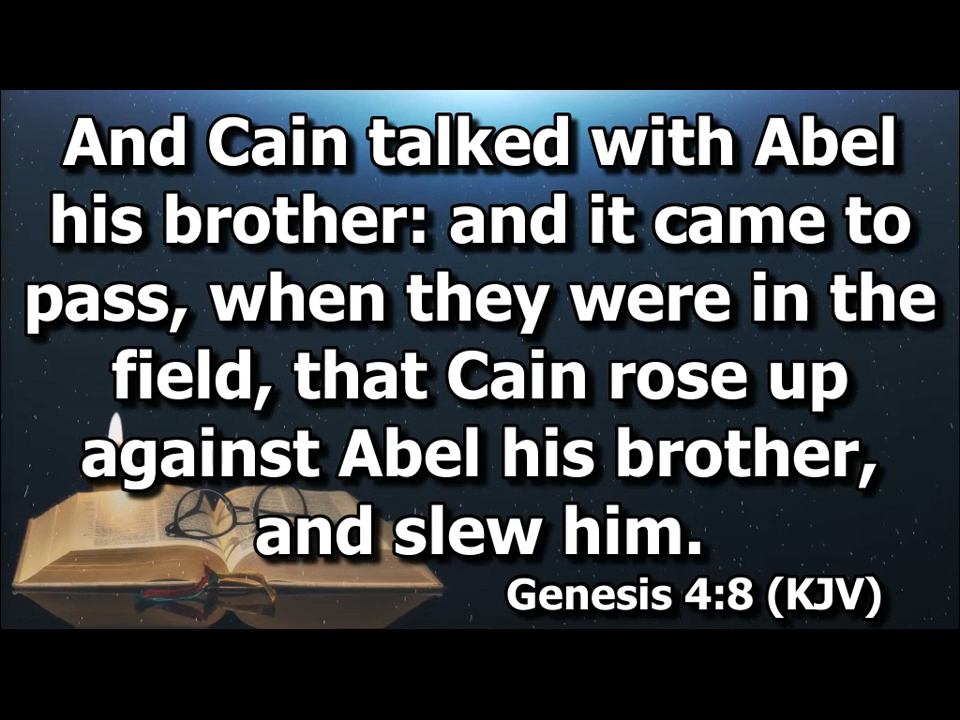 And Cain talked with Abel
his brother: and it came to
pass, when they were in the
field, that Cain rose up
against Abel his brother,
and slew him.
Genesis 4:8 (KJV)